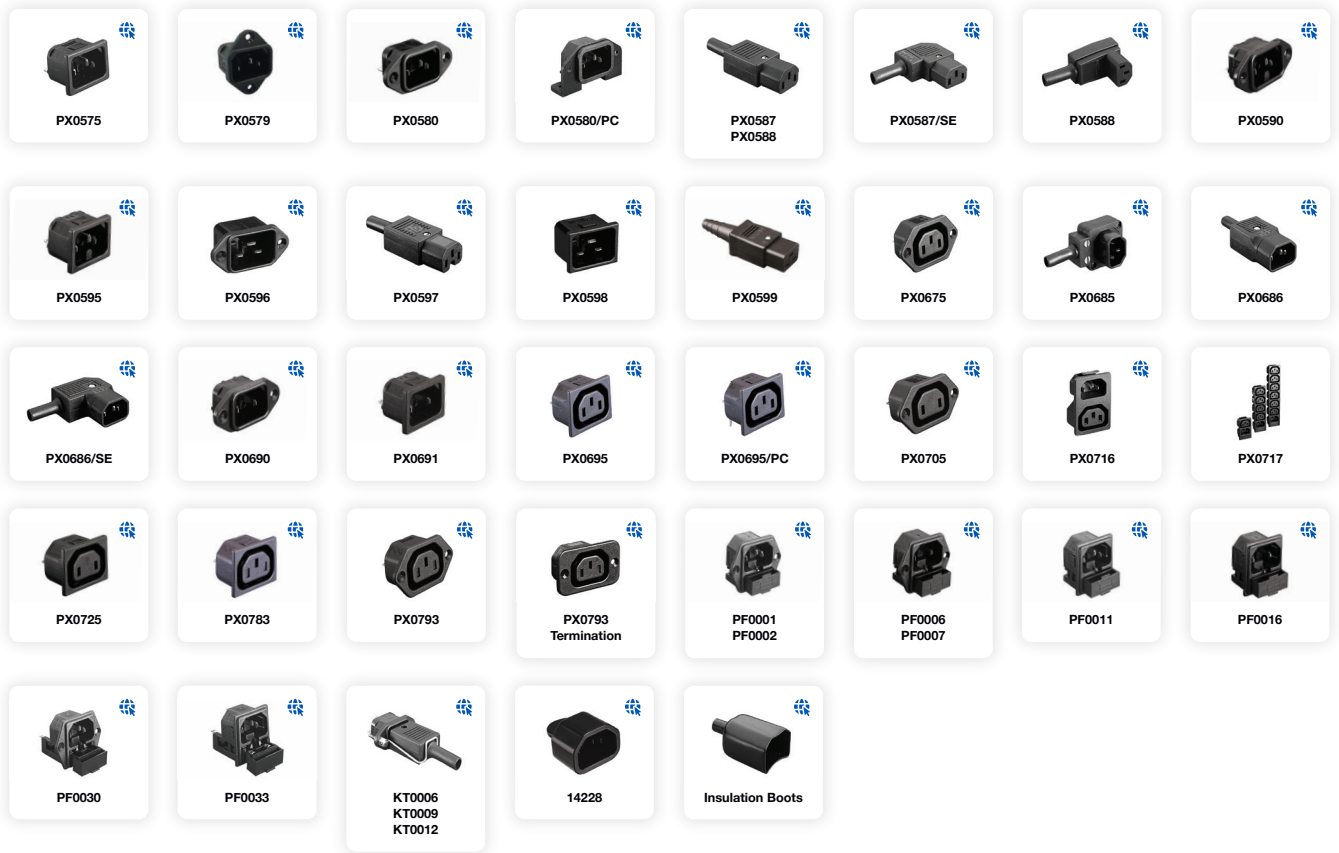 PX0575
PX0579
PX0580
PX0580/PC
PX0587
PX0588
PX0587/SE
PX0588
PX0590
PX0595
PX0596
PX0597
PX0598
PX0599
PX0675
PX0685
PX0686
PX0686/SE
PX0690
PX0691
PX0695
PX0695/PC
PX0705
PX0716
PX0717
PX0725
PX0783
PX0793
PX0793
Termination
PF0001
PF0002
PF0006
PF0007
PF0011
PF0016
PF0030
PF0033
KT0006
KT0009
KT0012
14228
Insulation Boots